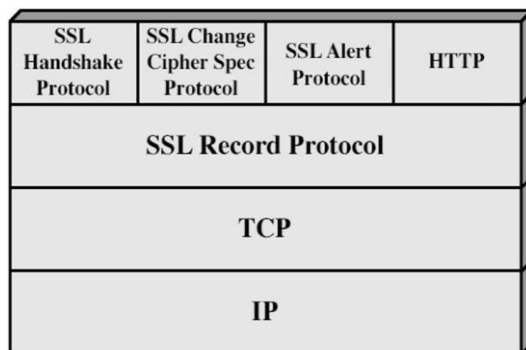 SSL
Handshake
Protocol
SSL Change
Cipher Spec
Protocol
SSL Alert
Protocol
HTTP
SSL Record Protocol
TCP
IP